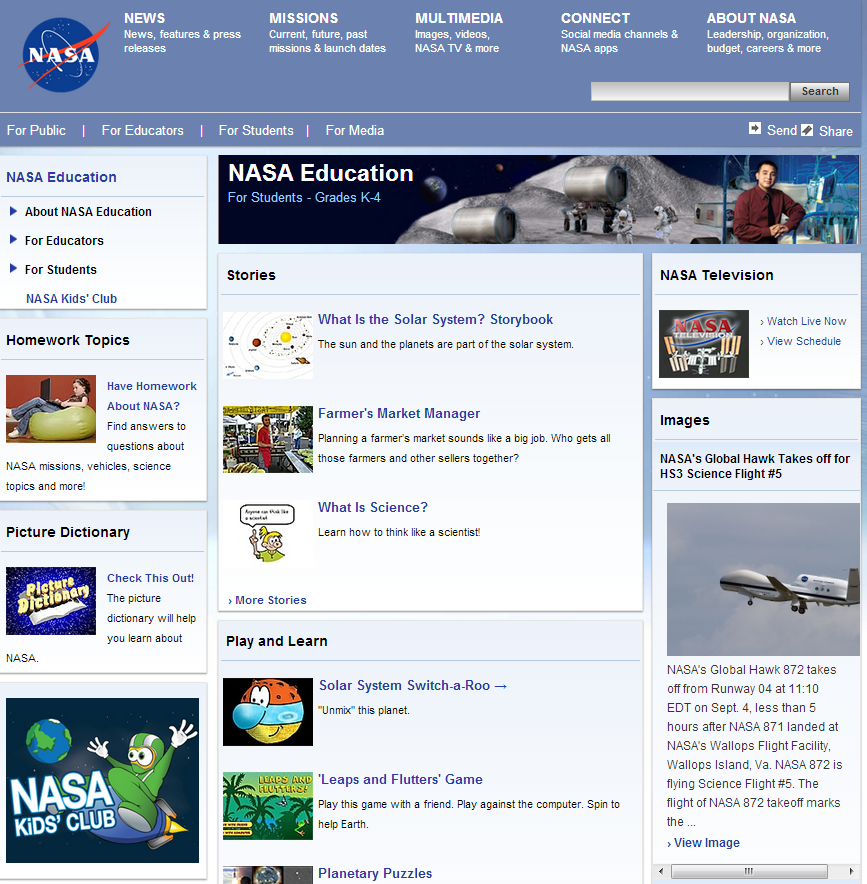 NASA
NEWS
News, features & press
releases
MISSIONS
Current, future, past
missions & launch dates
MULTIMEDIA
Images, videos,
NASA TV & more
CONNECT
Social media channels &
NASA apps
ABOUT NASA
Leadership, organization,
budget, careers & more
Search
For Public | For Educators | For Students | For Media
Send Share
NASA Education
About NASA Education
For Educators
For Students
NASA Kids' Club
Homework Topics
Have Homework
About NASA?
Find answers to
questions about
NASA missions, vehicles, science
topics and more!
Picture Dictionary
Picture
Dictionary
Check This Out!
The picture
dictionary will help
you learn about
NASA.
NASA
KiDS' CLUB
NASA Education
For Students - Grades K-4
Stories
What Is the Solar System? Storybook
The sun and the planets are part of the solar system.
Farmer's Market Manager
Planning a farmer's market sounds like a big job. Who gets all
those farmers and other sellers together?
Anyone can think like
a scientist!
What Is Science?
Learn how to think like a scientist!
› More Stories
Play and Learn
Solar System Switch-a-Roo →
"Unmix" this planet.
LEAPS AND
FLUTTERS!
'Leaps and Flutters' Game
Play this game with a friend. Play against the computer. Spin to
help Earth.
Planetary Puzzles
NASA Television
NASA
TELEVISION
› Watch Live Now
› View Schedule
Images
NASA's Global Hawk Takes off for
HS3 Science Flight #5
NASA's Global Hawk 872 takes
off from Runway 04 at 11:10
EDT on Sept. 4, less than 5
hours after NASA 871 landed at
NASA's Wallops Flight Facility,
Wallops Island, Va. NASA 872 is
flying Science Flight #5. The
flight of NASA 872 takeoff marks
the ...
› View Image